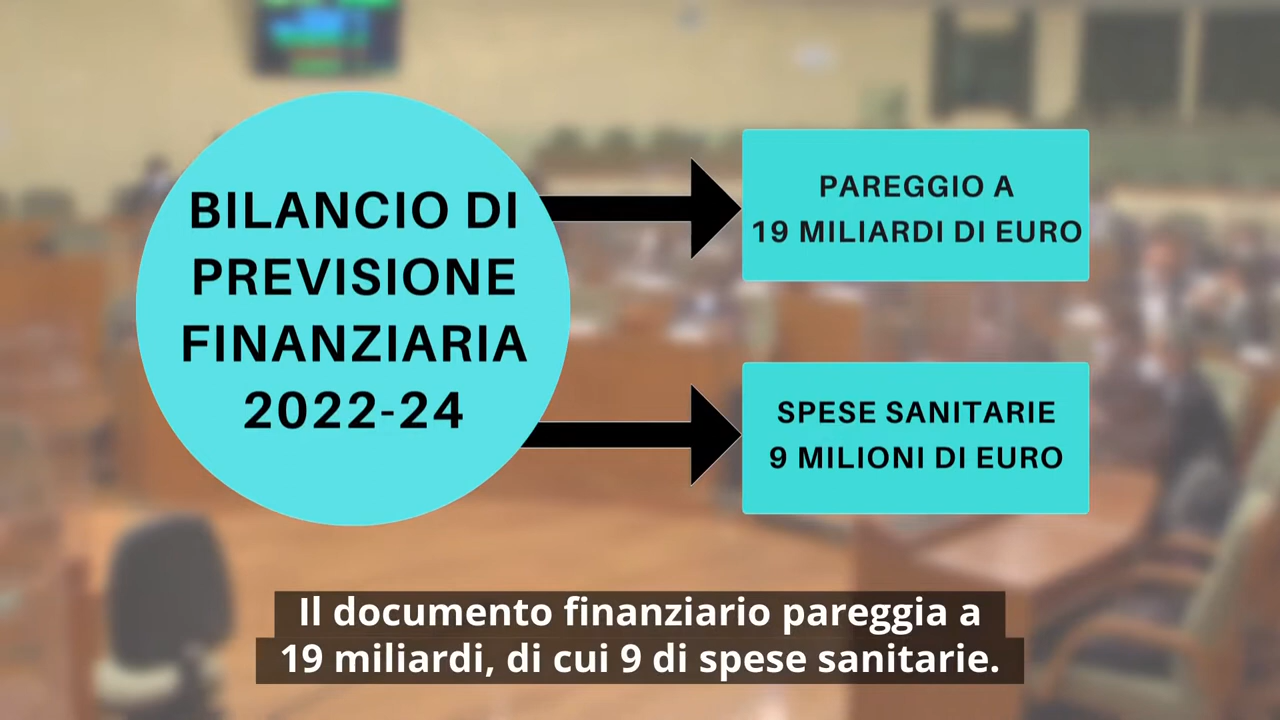 BILANCIO DI
PREVISIONE
FINANZIARIA
2022-24
PAREGGIO A
19 MILIARDI DI EURO
SPESE SANITARIE
9 MILIONI DI EURO
Il documento finanziario pareggia a
19 miliardi, di cui 9 di spese sanitarie.